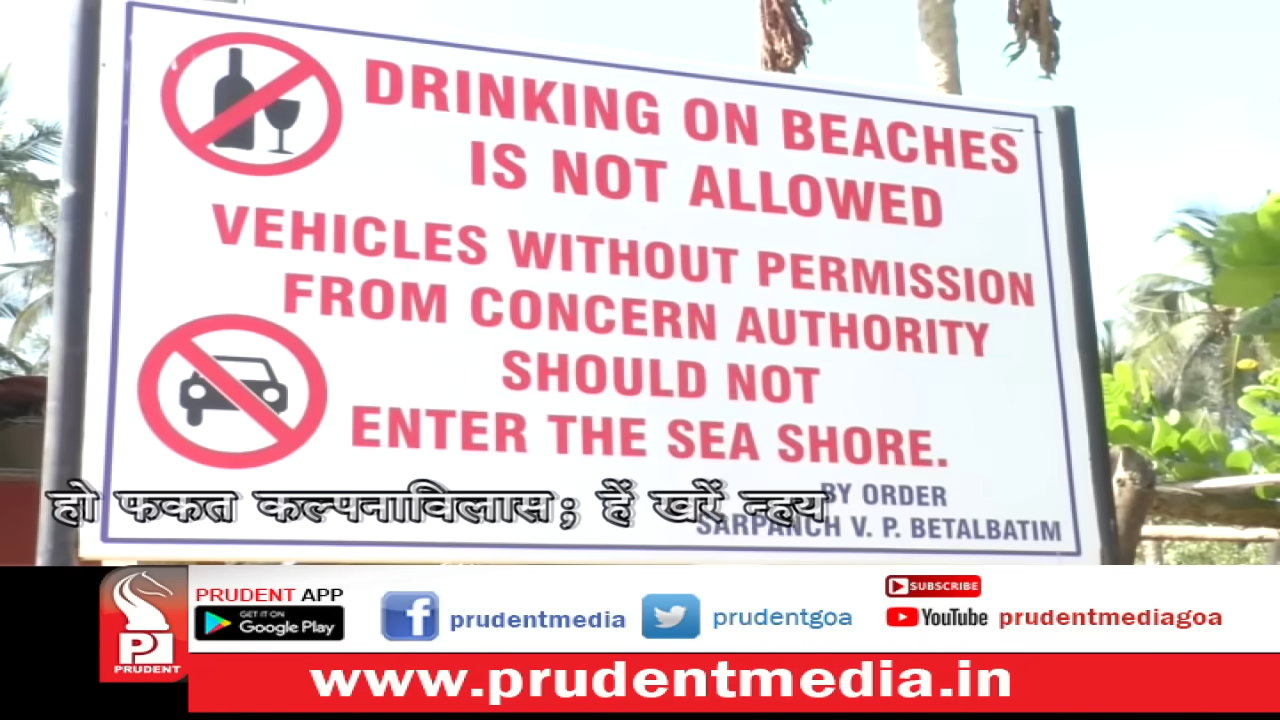 DRINKING ON BEACHES
IS NOT ALLOWED
VEHICLES WITHOUT PERMISSION
FROM CONCERN AUTHORITY
SHOULD NOT
ENTER THE SEA SHORE.
BY ORDER
SARPANCH V. P. BETALBATIM
हो फकत कल्पनाविलास; हें खरें न्हय
PRUDENT APP
GET IT ON
Google Play
prudentmedia
prudentgoa
SUBSCRIBE
YouTube prudentmediagoa
PRUDENT
www.prudentmedia.in